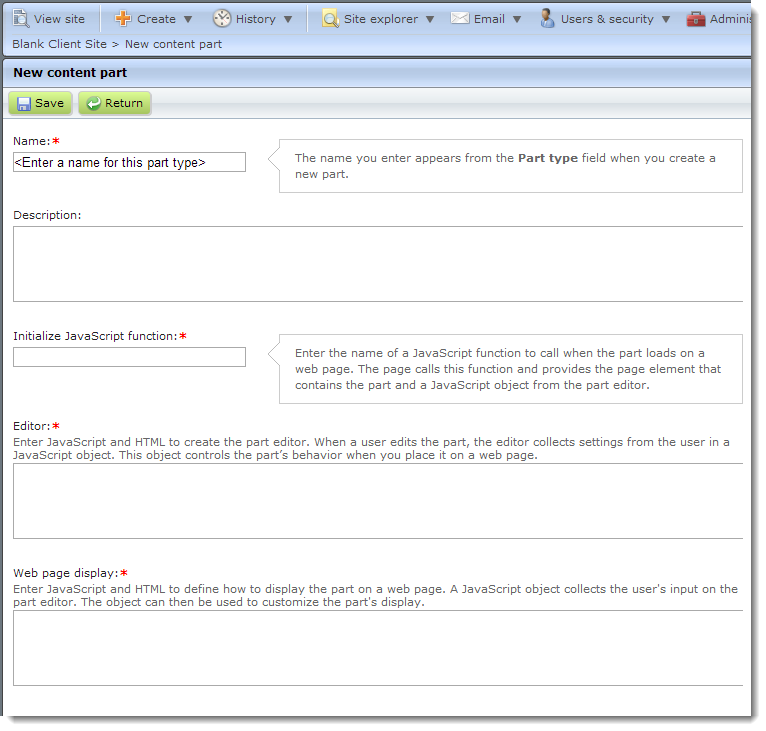 View site Create History Site explorer Email Users & security Adminis
Blank Client Site > New content part
New content part
Save Return
Name:*
<Enter a name for this part type>
The name you enter appears from the Part type field when you create a
new part.
Description:
Initialize JavaScript function:*
Enter the name of a JavaScript function to call when the part loads on a
web page. The page calls this function and provides the page element that
contains the part and a JavaScript object from the part editor.
Editor:*
Enter JavaScript and HTML to create the part editor. When a user edits the part, the editor collects settings from the user in a
JavaScript object. This object controls the part’s behavior when you place it on a web page.
Web page display:*
Enter JavaScript and HTML to define how to display the part on a web page. A JavaScript object collects the user's input on the
part editor. The object can then be used to customize the part's display.